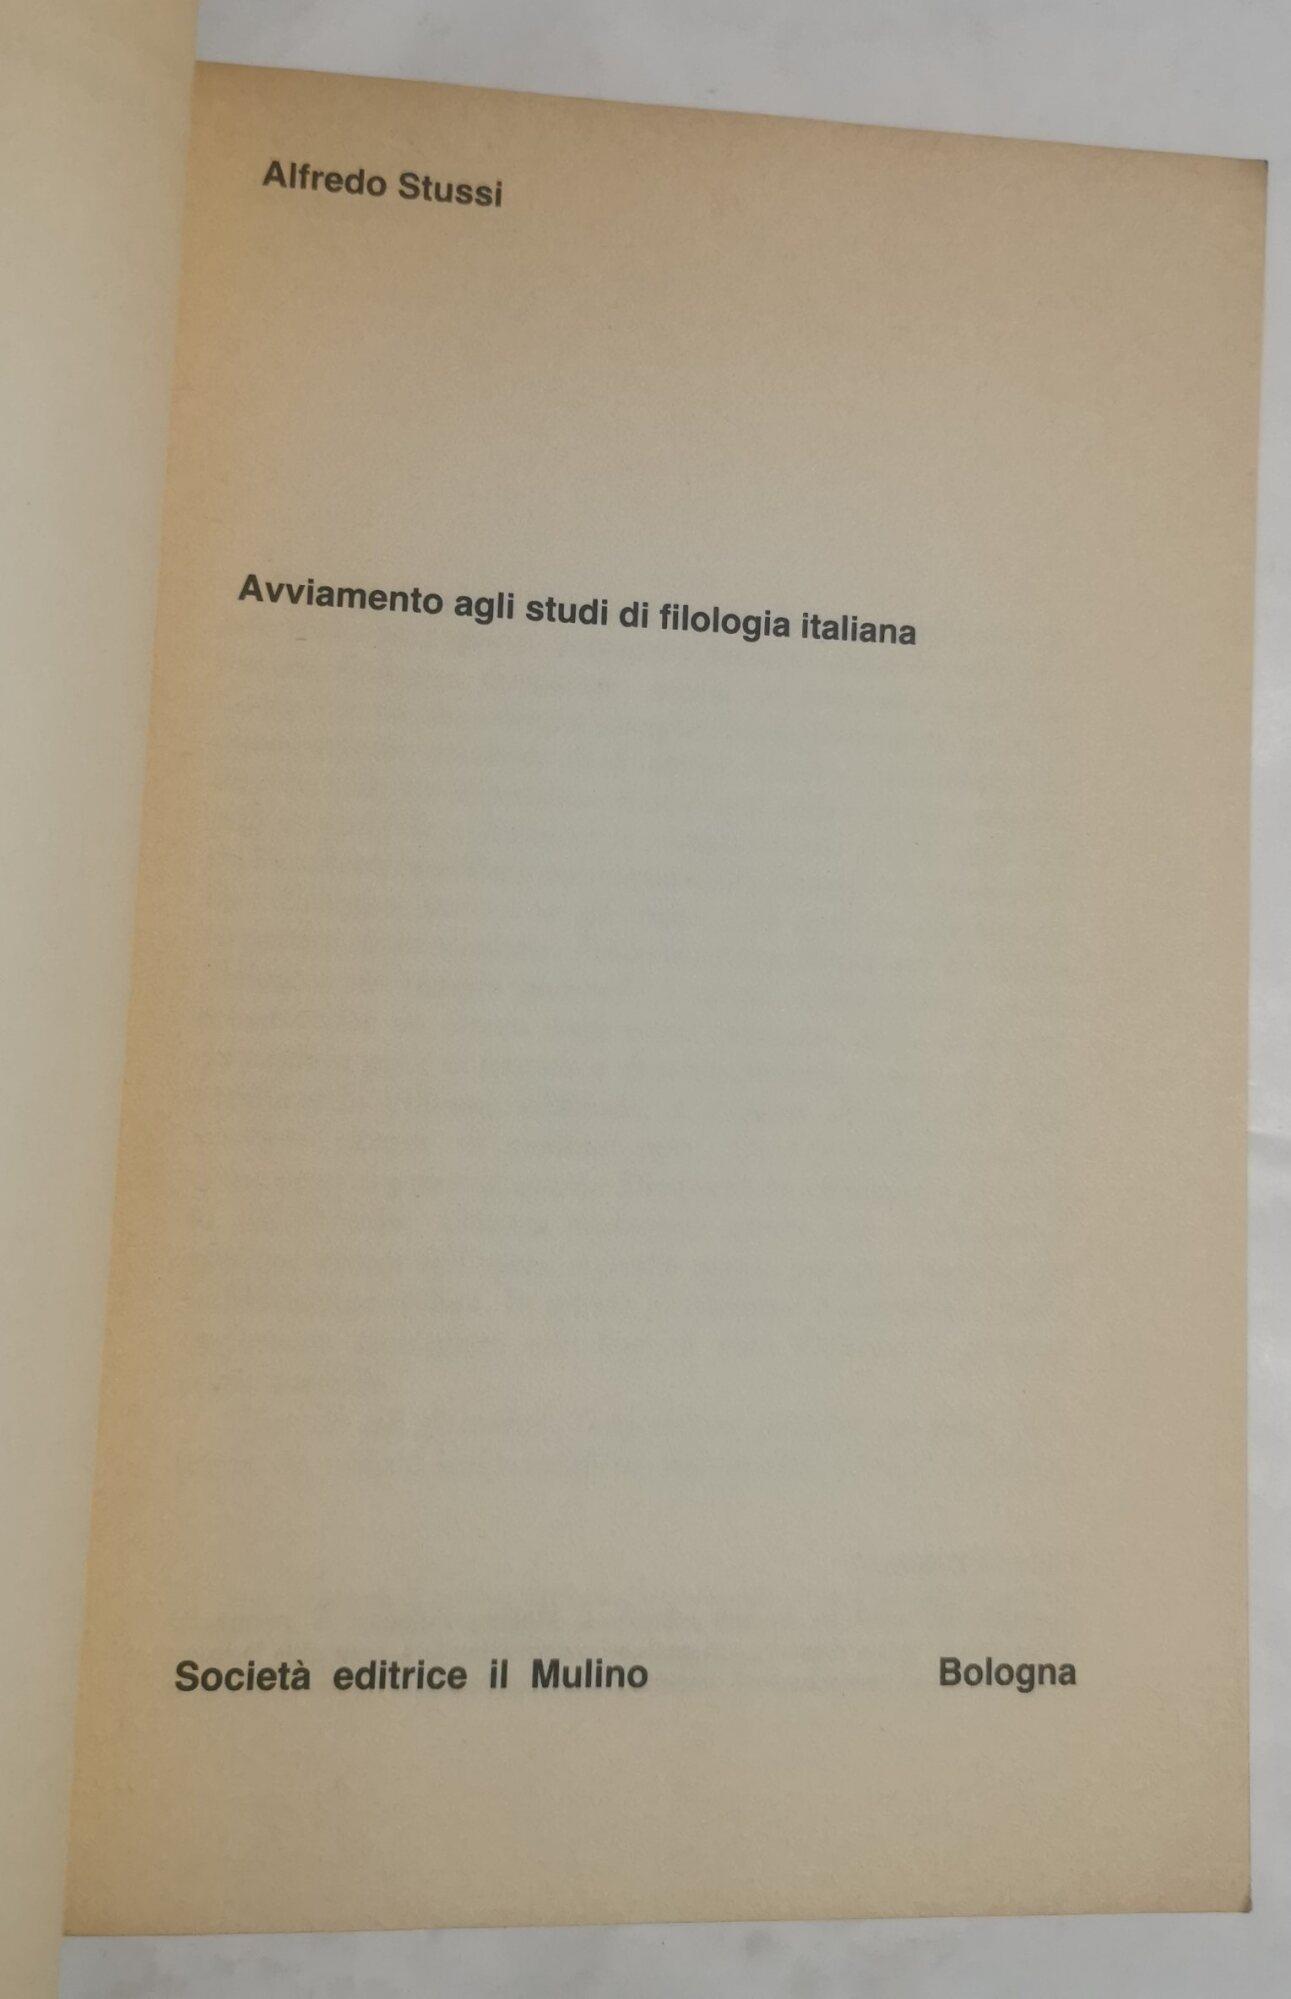 Alfredo Stussi
Avviamento agli studi di filologia italiana
Società editrice il Mulino Bologna